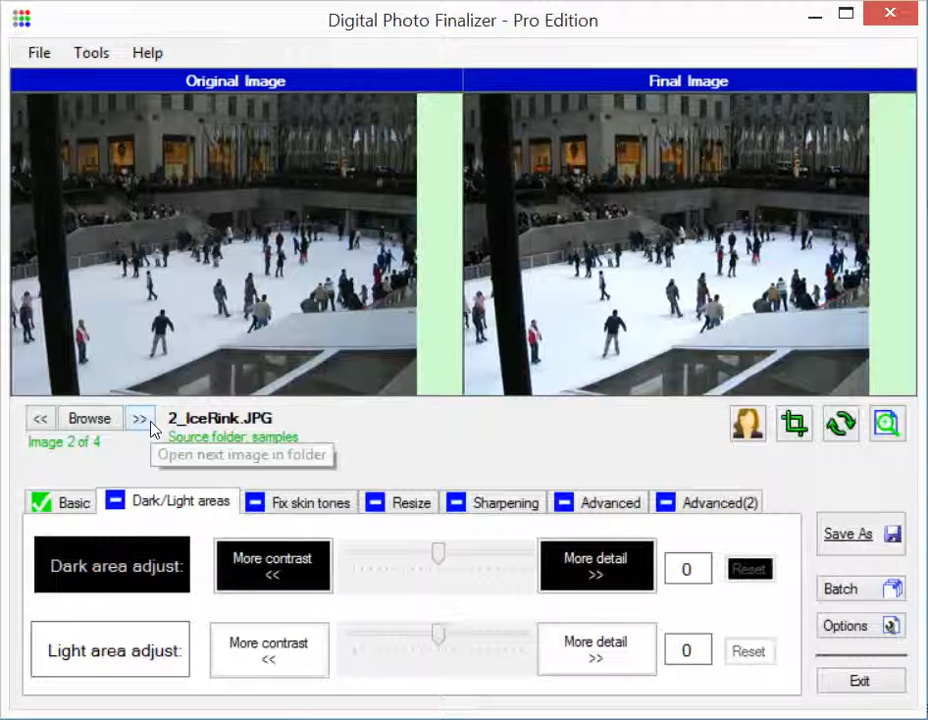 Digital Photo Finalizer - Pro Edition
File Tools Help
Original Image Final Image
<< Browse >> 2_IceRink.JPG
Image 2 of 4 Source folder: samples
Open next image in folder
Basic Dark/Light areas Fix skin tones Resize Sharpening Advanced Advanced(2)
Dark area adjust: More contrast << More detail >> 0 Reset
Light area adjust: More contrast << More detail >> 0 Reset
Save As
Batch
Options
Exit